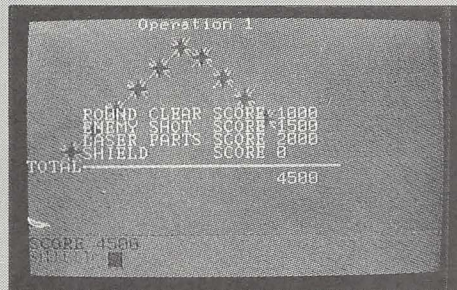 Operation 1
ROUND CLEAR SCORE 1000
ENEMY SHOT SCORE 1500
LASER PARTS SCORE 2000
SHIELD SCORE 0
TOTAL
4500
SCORE 4500
SHIELD